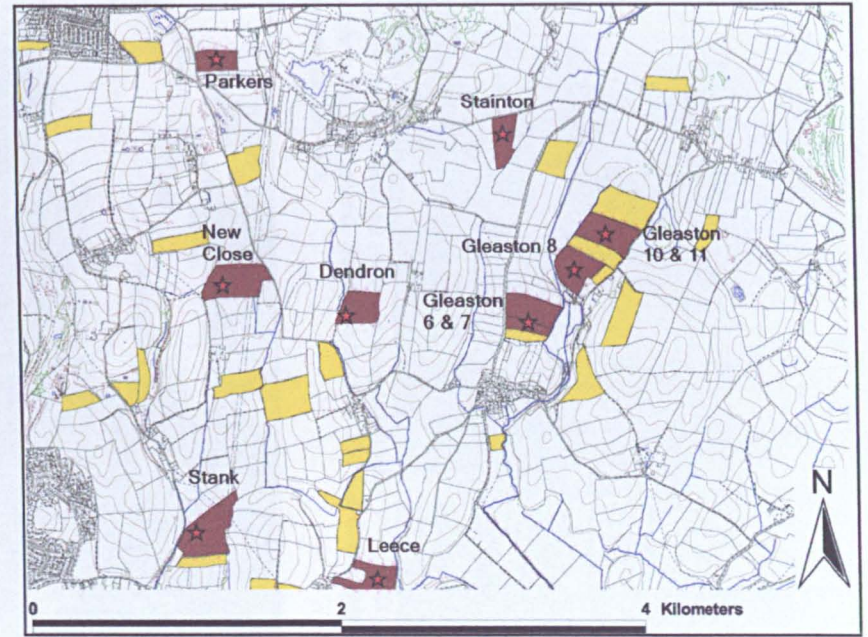 Parkers
Stainton
New
Close
Gleaston 8
Gleaston
10 & 11
Dendron
Gleaston
6 & 7
Stank
Leece
N
0
2
4 Kilometers